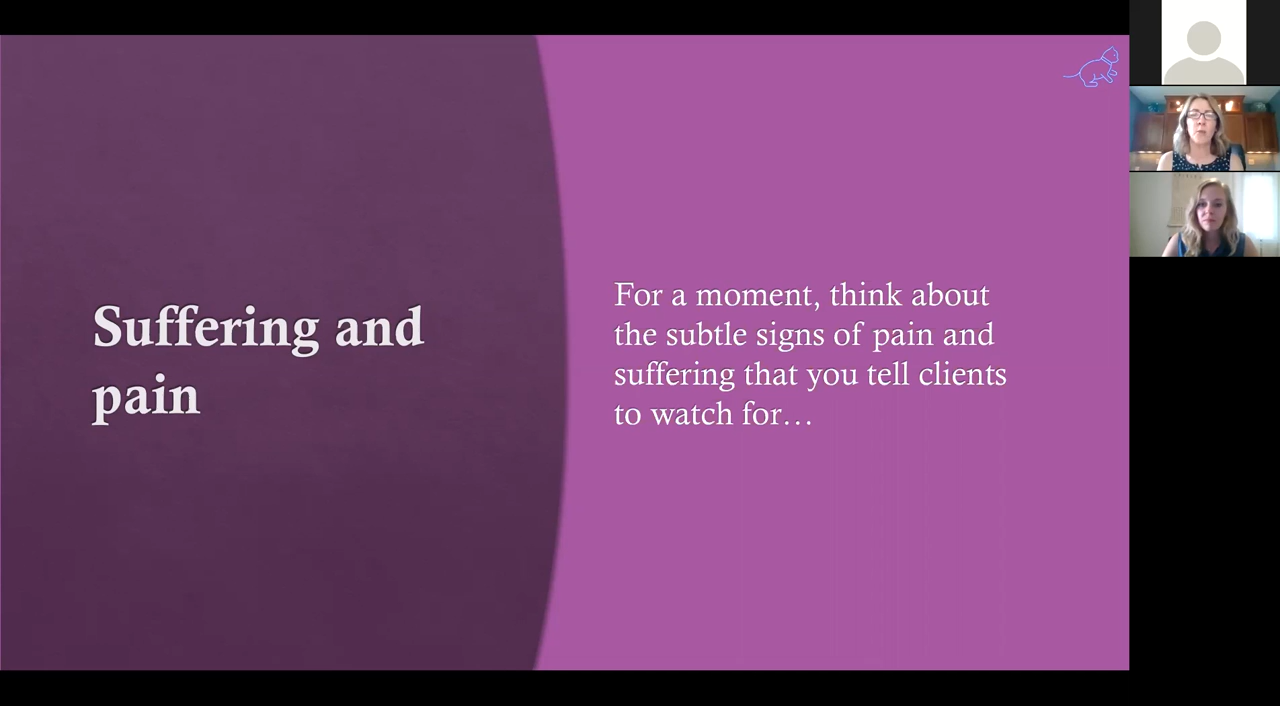 Suffering and
pain
For a moment, think about
the subtle signs of pain and
suffering that you tell clients
to watch for…